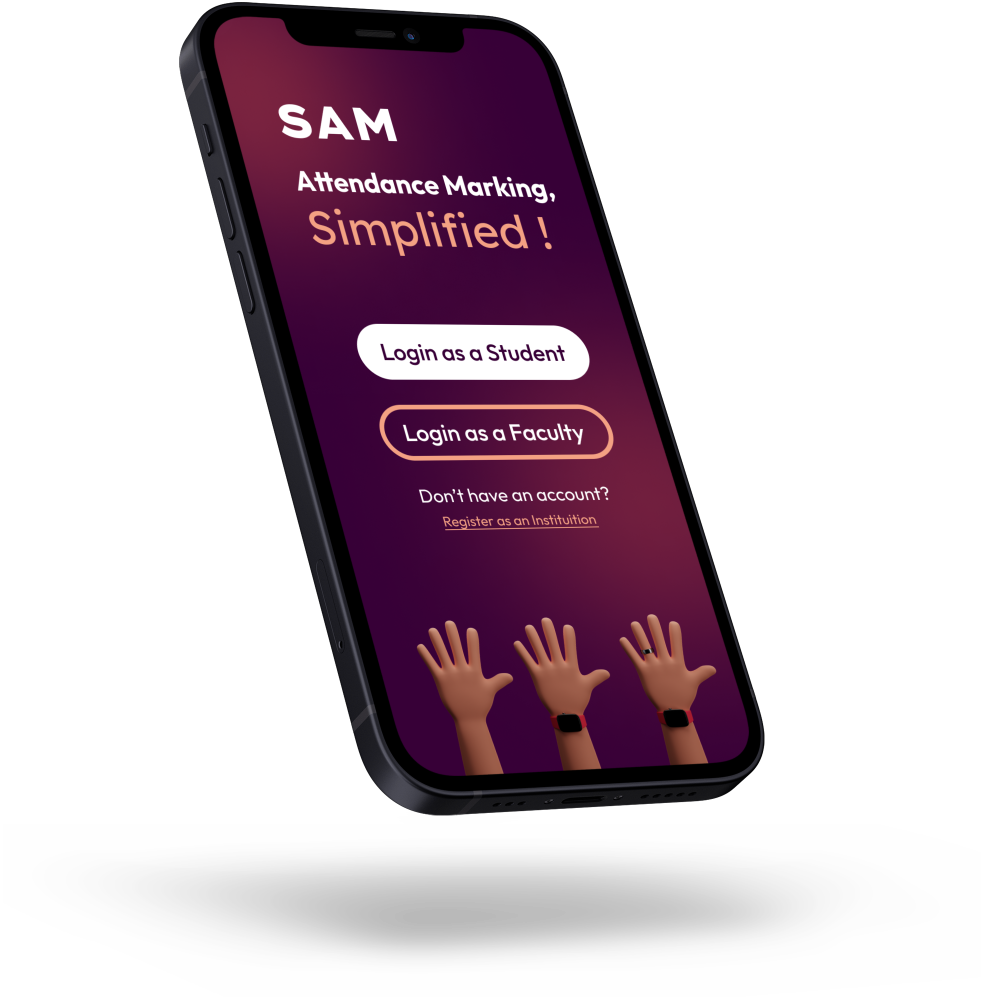 SAM
Attendance Marking,
Simplified !
Login as a Student
Login as a Faculty
Don't have an account?
Register as an Instituition